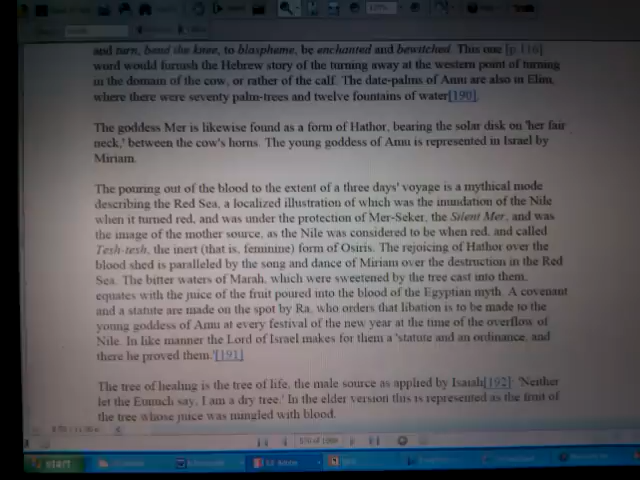 and turn, bend the knee, to blaspheme, be enchanted and bewitched. This one [p.116]
word would furnish the Hebrew story of the turning away at the western point of turning
in the domain of the cow, or rather of the calf. The date-palms of Annu are also in Elim,
where there were seventy palm-trees and twelve fountains of water[190].
The goddess Mer is likewise found as a form of Hathor, bearing the solar disk on 'her fair
neck,' between the cow's horns. The young goddess of Amu is represented in Israel by
Miriam.
The pouring out of the blood to the extent of a three days' voyage is a mythical mode
describing the Red Sea, a localized illustration of which was the inundation of the Nile
when it turned red, and was under the protection of Mer-Seker, the Silent Mer, and was
the image of the mother source, as the Nile was considered to be when red, and called
Tesh-tesh, the inert (that is, feminine) form of Osiris. The rejoicing of Hathor over the
blood shed is paralleled by the song and dance of Miriam over the destruction in the Red
Sea. The bitter waters of Marah, which were sweetened by the tree cast into them,
equates with the juice of the fruit poured into the blood of the Egyptian myth. A covenant
and a statute are made on the spot by Ra, who orders that libation is to be made to the
young goddess of Amu at every festival of the new year at the time of the overflow of
Nile. In like manner the Lord of Israel makes for them a 'statute and an ordinance, and
there he proved them.'[191]
The tree of healing is the tree of life, the male source as applied by Isaiah[192]: 'Neither
let the Eunuch say, I am a dry tree.' In the elder version this is represented as the fruit of
the tree whose juice was mingled with blood.
start